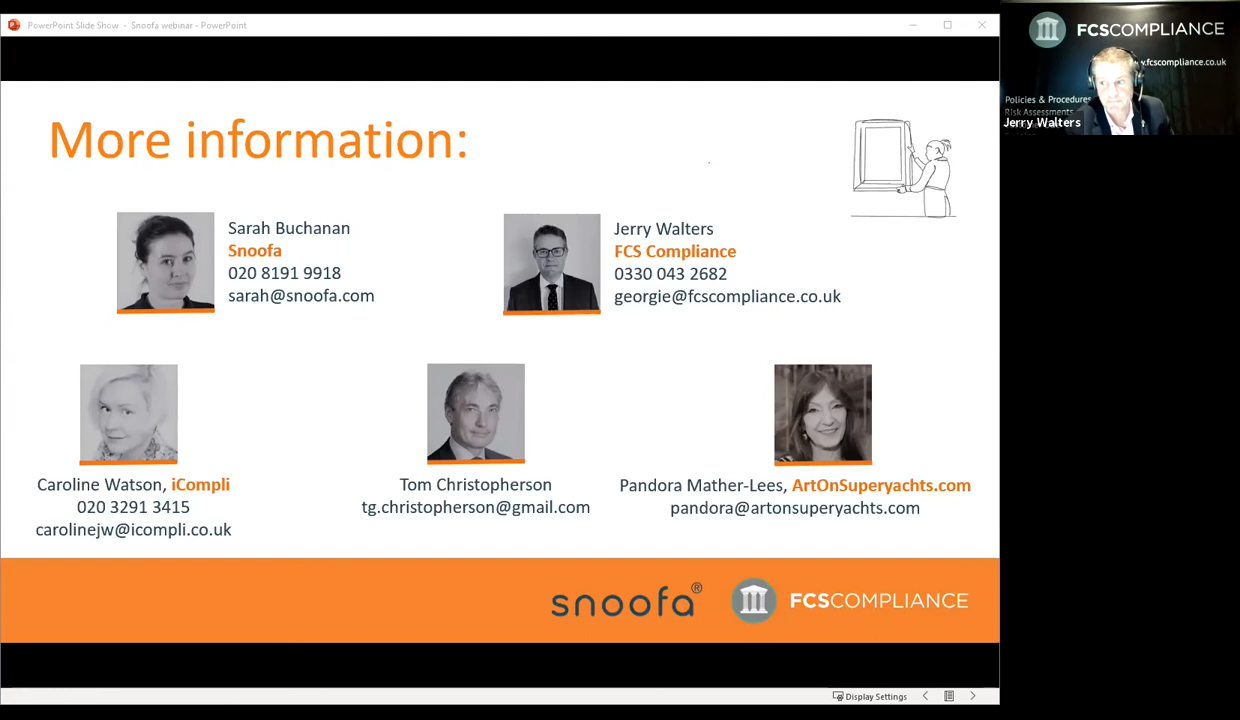 PowerPoint Slide Show - Snoofa webinar - PowerPoint
FCSCOMPLIANCE
w.fcscompliance.co.uk
Policies & Procedures
Risk Assessments
Jerry Walters
More information:
Sarah Buchanan
Snoofa
020 8191 9918
sarah@snoofa.com
Jerry Walters
FCS Compliance
0330 043 2682
georgie@fcscompliance.co.uk
Caroline Watson, iCompli
020 3291 3415
carolinejw@icompli.co.uk
Tom Christopherson
tg.christopherson@gmail.com
Pandora Mather-Lees, ArtOnSuperyachts.com
pandora@artonsuperyachts.com
snoofa®
FCSCOMPLIANCE
Display Settings